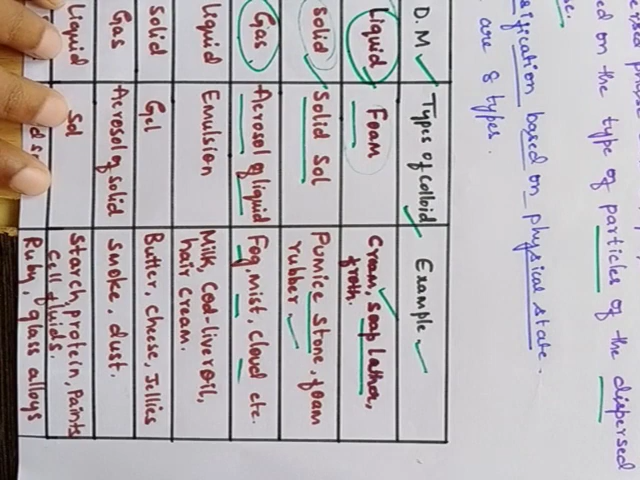 ed on the type of particles of the dispersed
se.
sification based on physical state.
are 8 types.
D.M Types of colloid Example
Liquid Foam Cream, soap lather,
froth.
solid Solid Sol Pumice stone, foam
rubber
Gas Aerosol of liquid Fog, mist, cloud etc.
Liquid Emulsion Milk, Cod-liver oil,
hair cream.
Solid Gel Butter, cheese, Jellies
Gas Aerosol of solid smoke, dust.
Liquid Sol Starch, protein, Paints
cell fluids.
Ruby, glass alloys